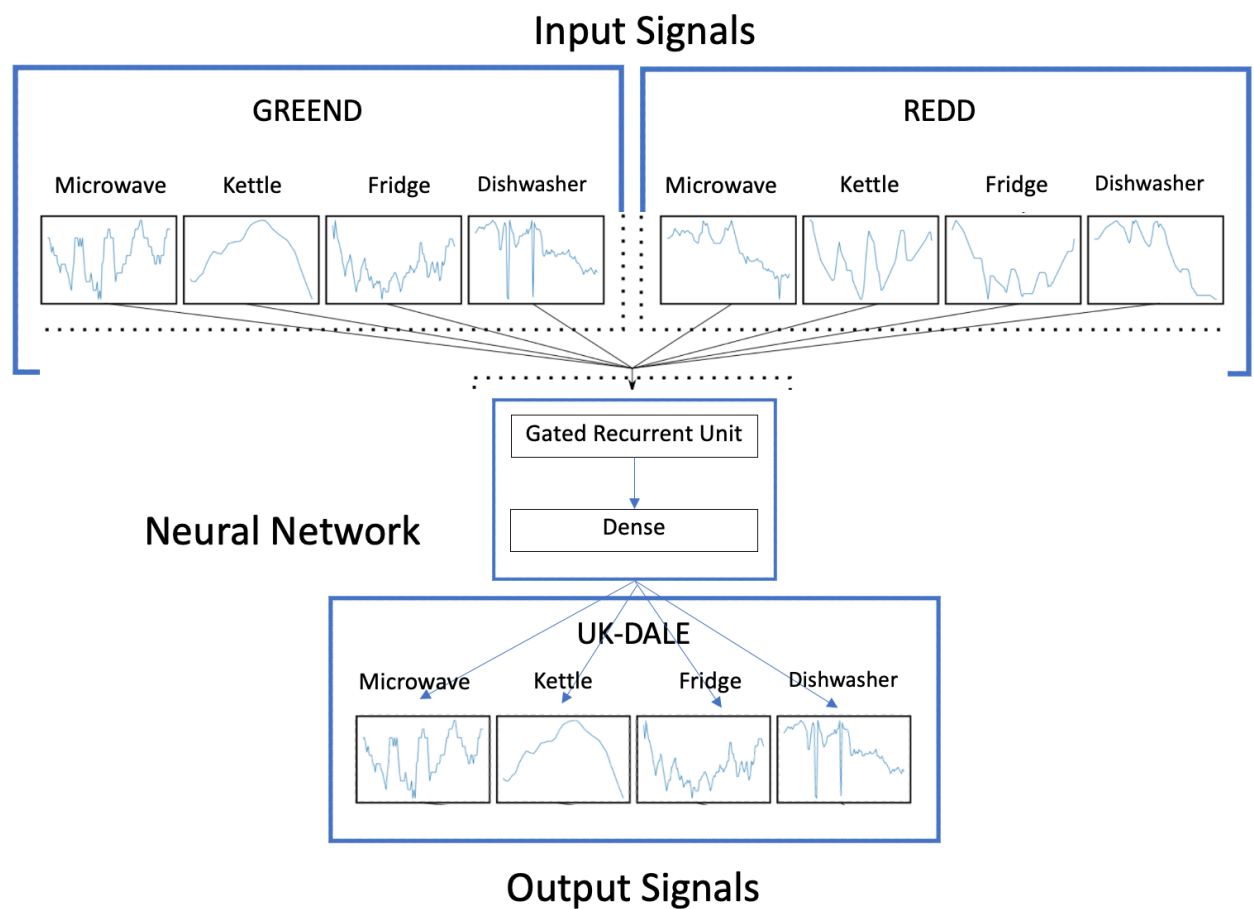 Input Signals
GREEND
REDD
Microwave Kettle Fridge Dishwasher
Microwave Kettle Fridge Dishwasher
Gated Recurrent Unit
Neural Network
Dense
UK-DALE
Microwave Kettle Fridge Dishwasher
Output Signals